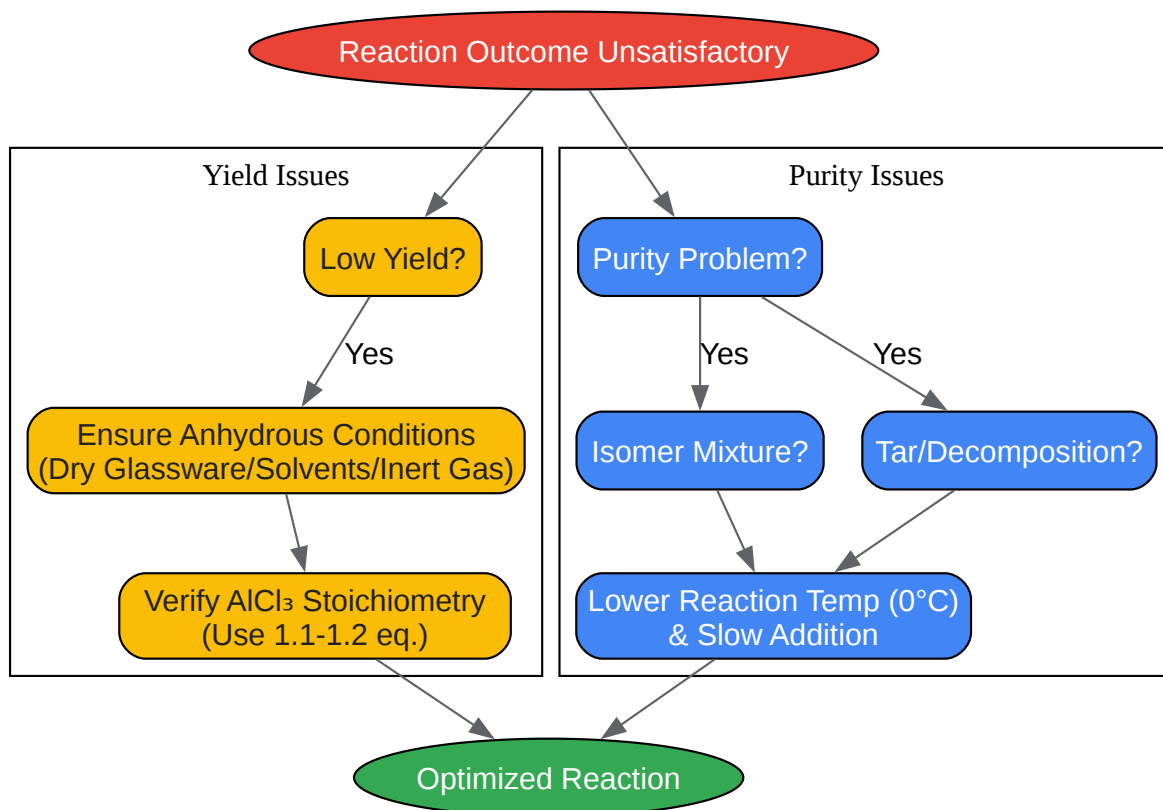 Reaction Outcome Unsatisfactory
Yield Issues
Purity Issues
Low Yield?
Purity Problem?
Yes
Yes
Yes
Ensure Anhydrous Conditions
(Dry Glassware/Solvents/Inert Gas)
Isomer Mixture?
Tar/Decomposition?
Verify AlCl₃ Stoichiometry
(Use 1.1-1.2 eq.)
Lower Reaction Temp (0°C)
& Slow Addition
Optimized Reaction